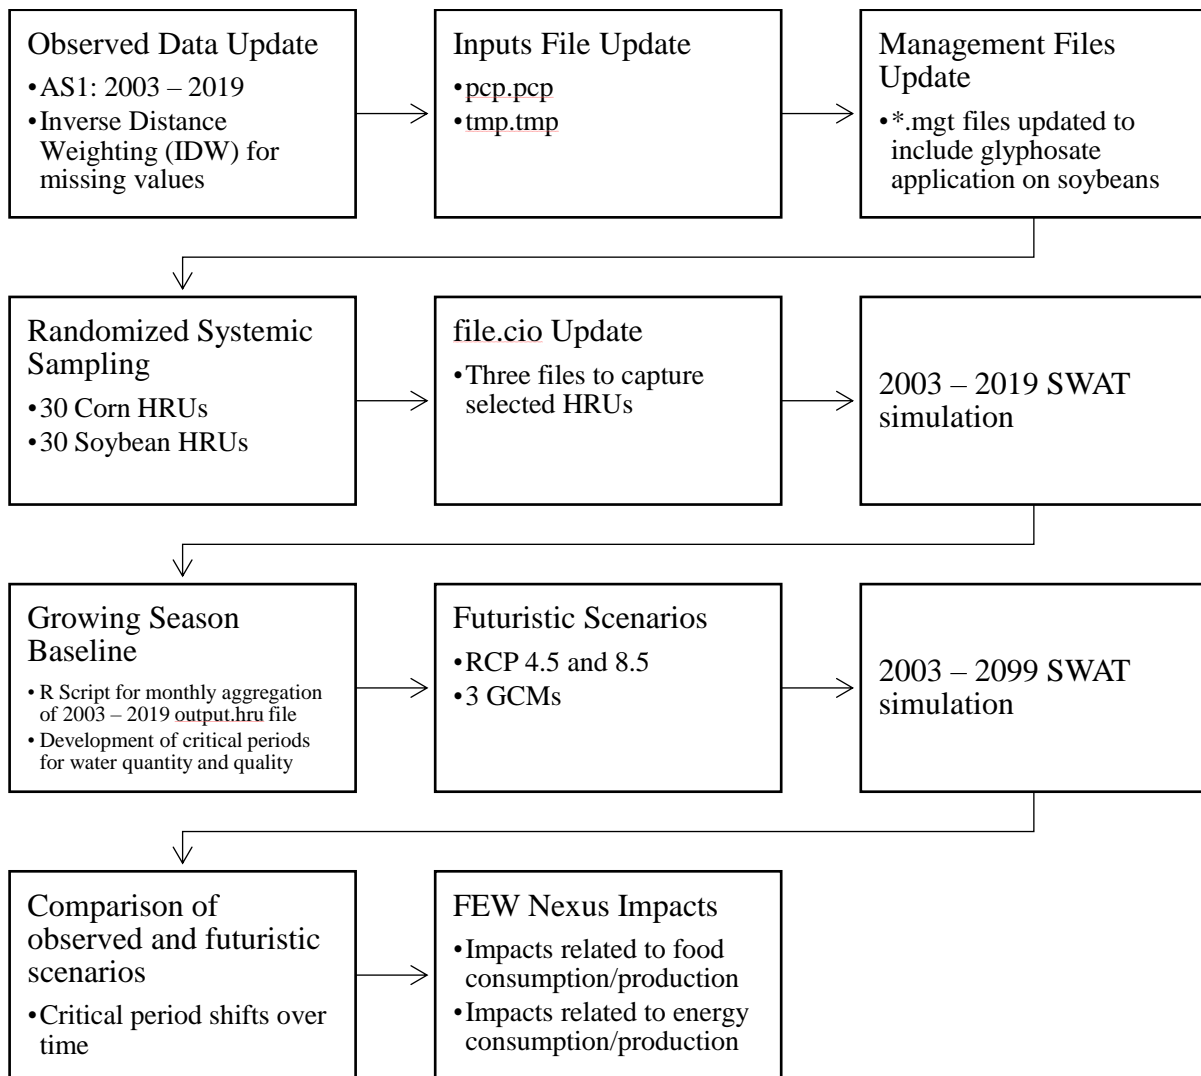 Observed Data Update
•AS1: 2003 – 2019
•Inverse Distance
Weighting (IDW) for
missing values
Inputs File Update
•pcp.pcp
•tmp.tmp
Management Files
Update
•*.mgt files updated to
include glyphosate
application on soybeans
Randomized Systemic
Sampling
•30 Corn HRUs
•30 Soybean HRUs
file.cio Update
•Three files to capture
selected HRUs
2003 – 2019 SWAT
simulation
Growing Season
Baseline
• R Script for monthly aggregation
of 2003 – 2019 output.hru file
• Development of critical periods
for water quantity and quality
Futuristic Scenarios
•RCP 4.5 and 8.5
•3 GCMs
2003 – 2099 SWAT
simulation
Comparison of
observed and futuristic
scenarios
•Critical period shifts over
time
FEW Nexus Impacts
•Impacts related to food
consumption/production
•Impacts related to energy
consumption/production